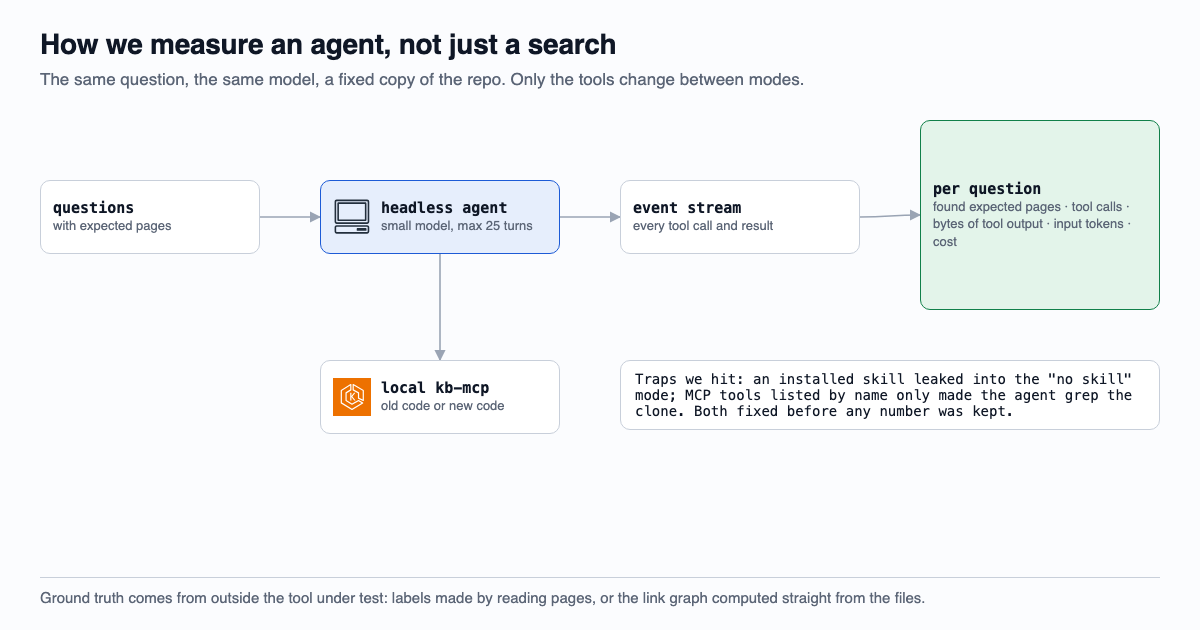 How we measure an agent, not just a search
The same question, the same model, a fixed copy of the repo. Only the tools change between modes.
questions
with expected pages
headless agent
small model, max 25 turns
event stream
every tool call and result
per question
found expected pages · tool calls ·
bytes of tool output · input tokens ·
cost
local kb-mcp
old code or new code
Traps we hit: an installed skill leaked into the "no skill"
mode; MCP tools listed by name only made the agent grep the
clone. Both fixed before any number was kept.
Ground truth comes from outside the tool under test: labels made by reading pages, or the link graph computed straight from the files.